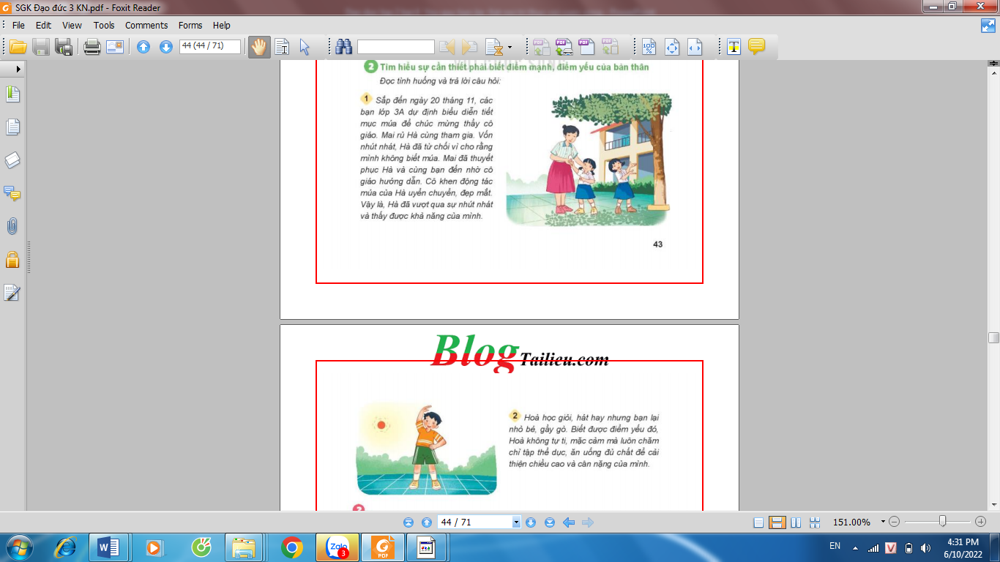 SGK Đạo đức 3 KN.pdf - Foxit Reader
File Edit View Tools Comments Forms Help
44 (44 / 71)
2 Tìm hiểu sự cần thiết phải biết điểm mạnh, điểm yếu của bản thân
Đọc tình huống và trả lời câu hỏi:
1 Sắp đến ngày 20 tháng 11, các
bạn lớp 3A dự định biểu diễn tiết
mục múa để chúc mừng thầy cô
giáo. Mai rủ Hà cùng tham gia. Vốn
nhút nhát, Hà đã từ chối vì cho rằng
mình không biết múa. Mai đã thuyết
phục Hà và cùng bạn đến nhờ cô
giáo hướng dẫn. Cô khen động tác
múa của Hà uyển chuyển, đẹp mắt.
Vậy là, Hà đã vượt qua sự nhút nhát
và thấy được khả năng của mình.
43
Blog Tailieu.com
2 Hoà học giỏi, hát hay nhưng bạn lại
nhỏ bé, gầy gò. Biết được điểm yếu đó,
Hoà không tự ti, mặc cảm mà luôn chăm
chỉ tập thể dục, ăn uống đủ chất để cải
thiện chiều cao và cân nặng của mình.
44 / 71
151.00%
EN
4:31 PM
6/10/2022